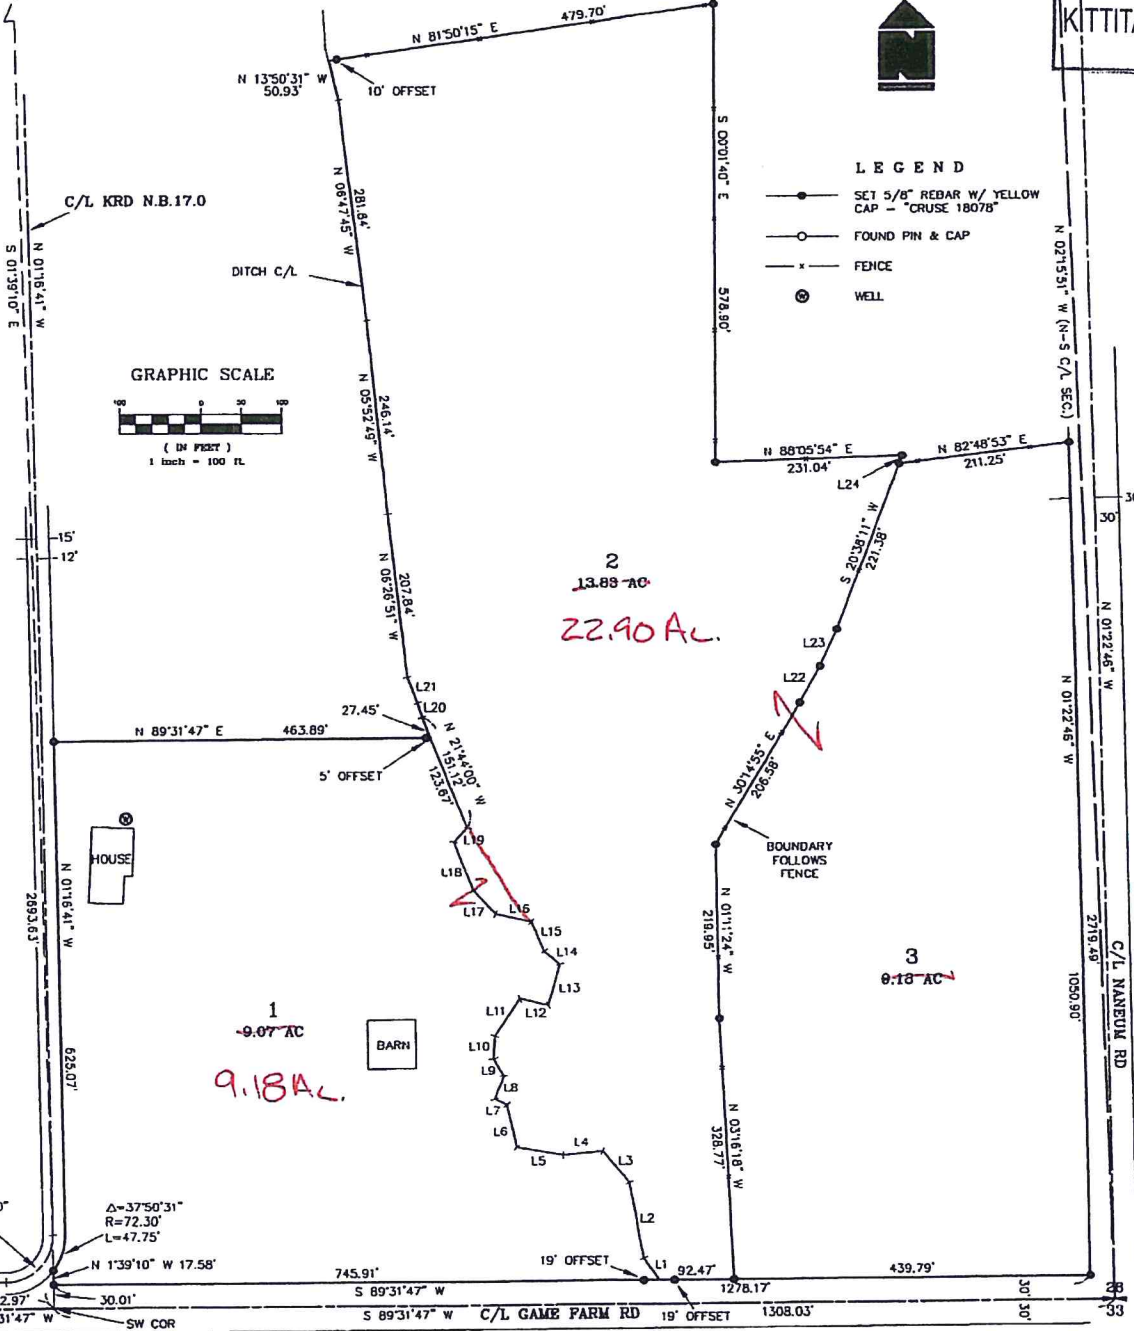 N 81°50'15" E
479.70'
KITTIT
N 13°50'31" W
50.93'
10' OFFSET
LEGEND
SET 5/8" REBAR W/ YELLOW
CAP - "CRUSE 18078"
FOUND PIN & CAP
FENCE
WELL
C/L KRD N.B.17.0
S 01°39'10" E
N 01°16'41" W
N 06°47'45" W
281.84'
S 00°01'40" E
578.90'
N 02°15'51" W (N-S C/L SEC.)
DITCH C/L
GRAPHIC SCALE
100 0 50 100
( IN FEET )
1 inch = 100 ft.
N 05°52'49" W
246.14'
N 88°05'54" E
231.04'
L24
N 82°48'53" E
211.25'
30'
15'
12'
S 20°38'11" W
221.38'
2
13.83 AC
22.90 Ac.
N 06°26'51" W
207.84'
L23
L22
N 01°22'46" W
N 01°22'46" W
L21
L20
27.45'
N 89°31'47" E 463.89'
5' OFFSET
N 21°44'00" W
151.12'
123.67'
N 30°14'55" E
206.58'
BOUNDARY
FOLLOWS
FENCE
HOUSE
L19
L18
L17
L16
L15
L14
L13
L12
L11
L10
L9
L8
L7
L6
L5
L4
L3
L2
L1
N 01°16'41" W
2693.63'
625.07'
N 01°11'24" W
219.95'
3
9.18 AC
2719.49'
1050.90'
C/L NANEUM RD
1
9.07 AC
9.18 Ac.
BARN
N 03°16'18" W
328.77'
Δ=37°50'31"
R=72.30'
L=47.75'
N 1°39'10" W 17.58'
19' OFFSET
745.91'
S 89°31'47" W
92.47'
1278.17'
439.79'
2.97'
30.01'
31'47" W
SW COR
S 89°31'47" W
C/L GAME FARM RD
19' OFFSET
1308.03'
30'
30'
28
33